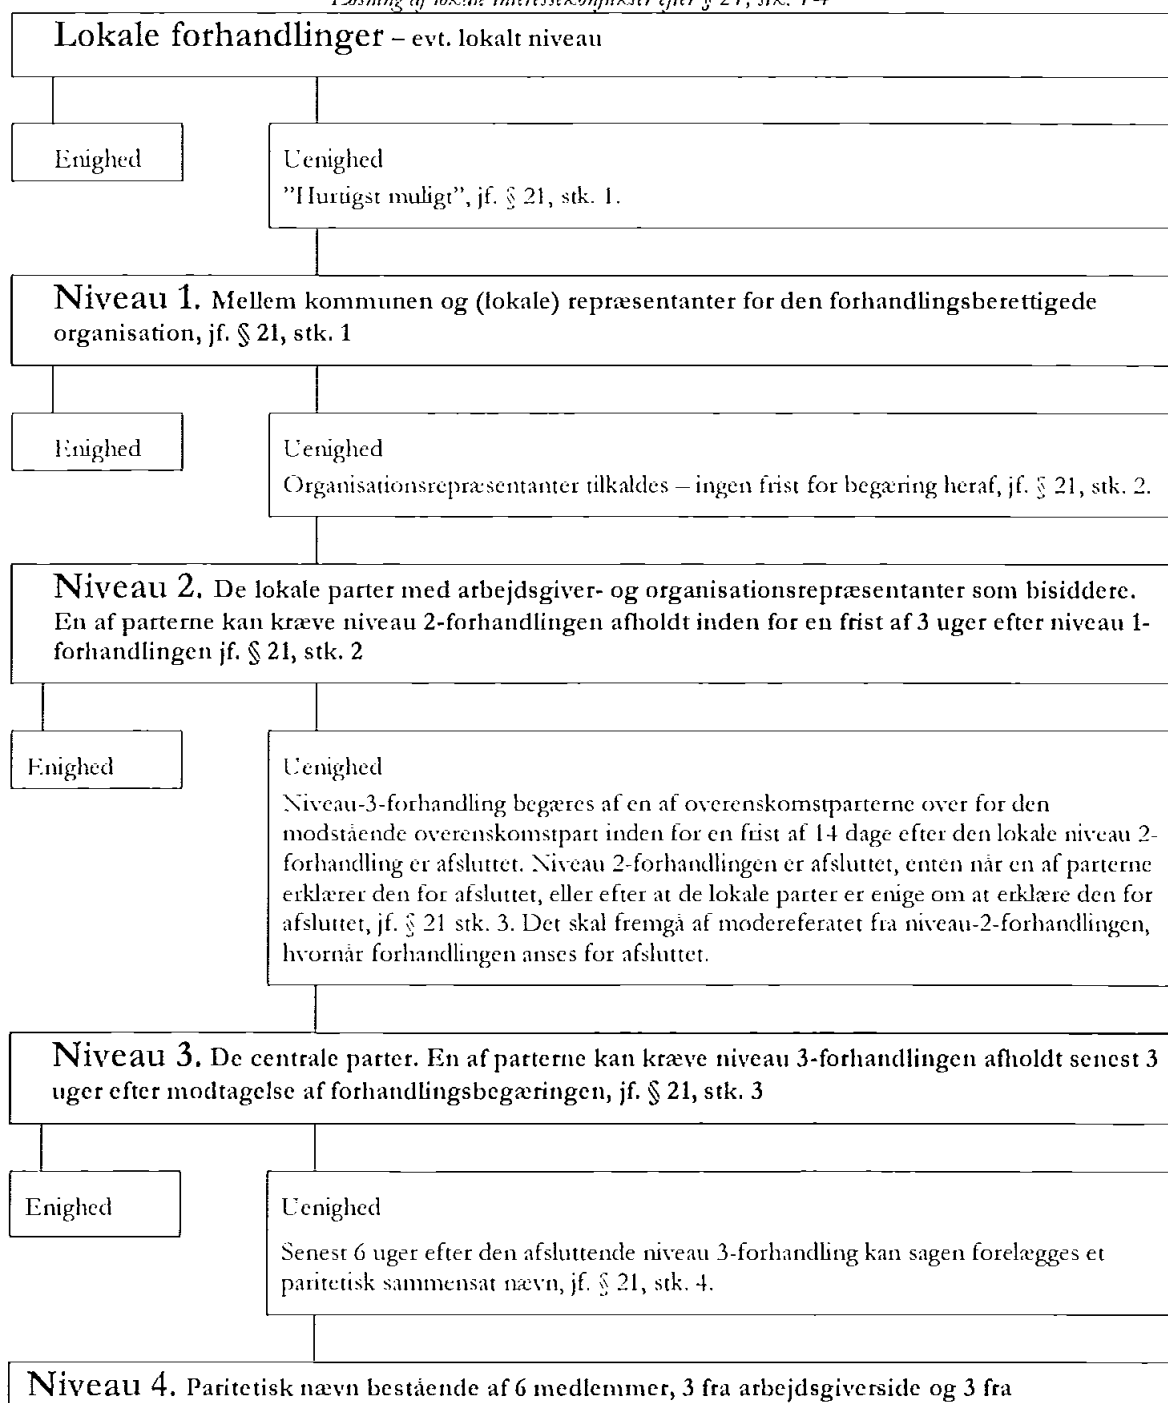 Løsning af lokale interessekonflikter efter § 21, stk. 1-4
Lokale forhandlinger – evt. lokalt niveau
Enighed
Uenighed
"Hurtigst muligt", jf. § 21, stk. 1.
Niveau 1. Mellem kommunen og (lokale) repræsentanter for den forhandlingsberettigede
organisation, jf. § 21, stk. 1
Enighed
Uenighed
Organisationsrepræsentanter tilkaldes – ingen frist for begæring heraf, jf. § 21, stk. 2.
Niveau 2. De lokale parter med arbejdsgiver- og organisationsrepræsentanter som bisiddere.
En af parterne kan kræve niveau 2-forhandlingen afholdt inden for en frist af 3 uger efter niveau 1-
forhandlingen jf. § 21, stk. 2
Enighed
Uenighed
Niveau-3-forhandling begæres af en af overenskomstparterne over for den
modstående overenskomstpart inden for en frist af 14 dage efter den lokale niveau 2-
forhandling er afsluttet. Niveau 2-forhandlingen er afsluttet, enten når en af parterne
erklærer den for afsluttet, eller efter at de lokale parter er enige om at erklære den for
afsluttet, jf. § 21 stk. 3. Det skal fremgå af modereferatet fra niveau-2-forhandlingen,
hvornår forhandlingen anses for afsluttet.
Niveau 3. De centrale parter. En af parterne kan kræve niveau 3-forhandlingen afholdt senest 3
uger efter modtagelse af forhandlingsbegæringen, jf. § 21, stk. 3
Enighed
Uenighed
Senest 6 uger efter den afsluttende niveau 3-forhandling kan sagen forelægges et
paritetisk sammensat nævn, jf. § 21, stk. 4.
Niveau 4. Paritetisk nævn bestående af 6 medlemmer, 3 fra arbejdsgiverside og 3 fra